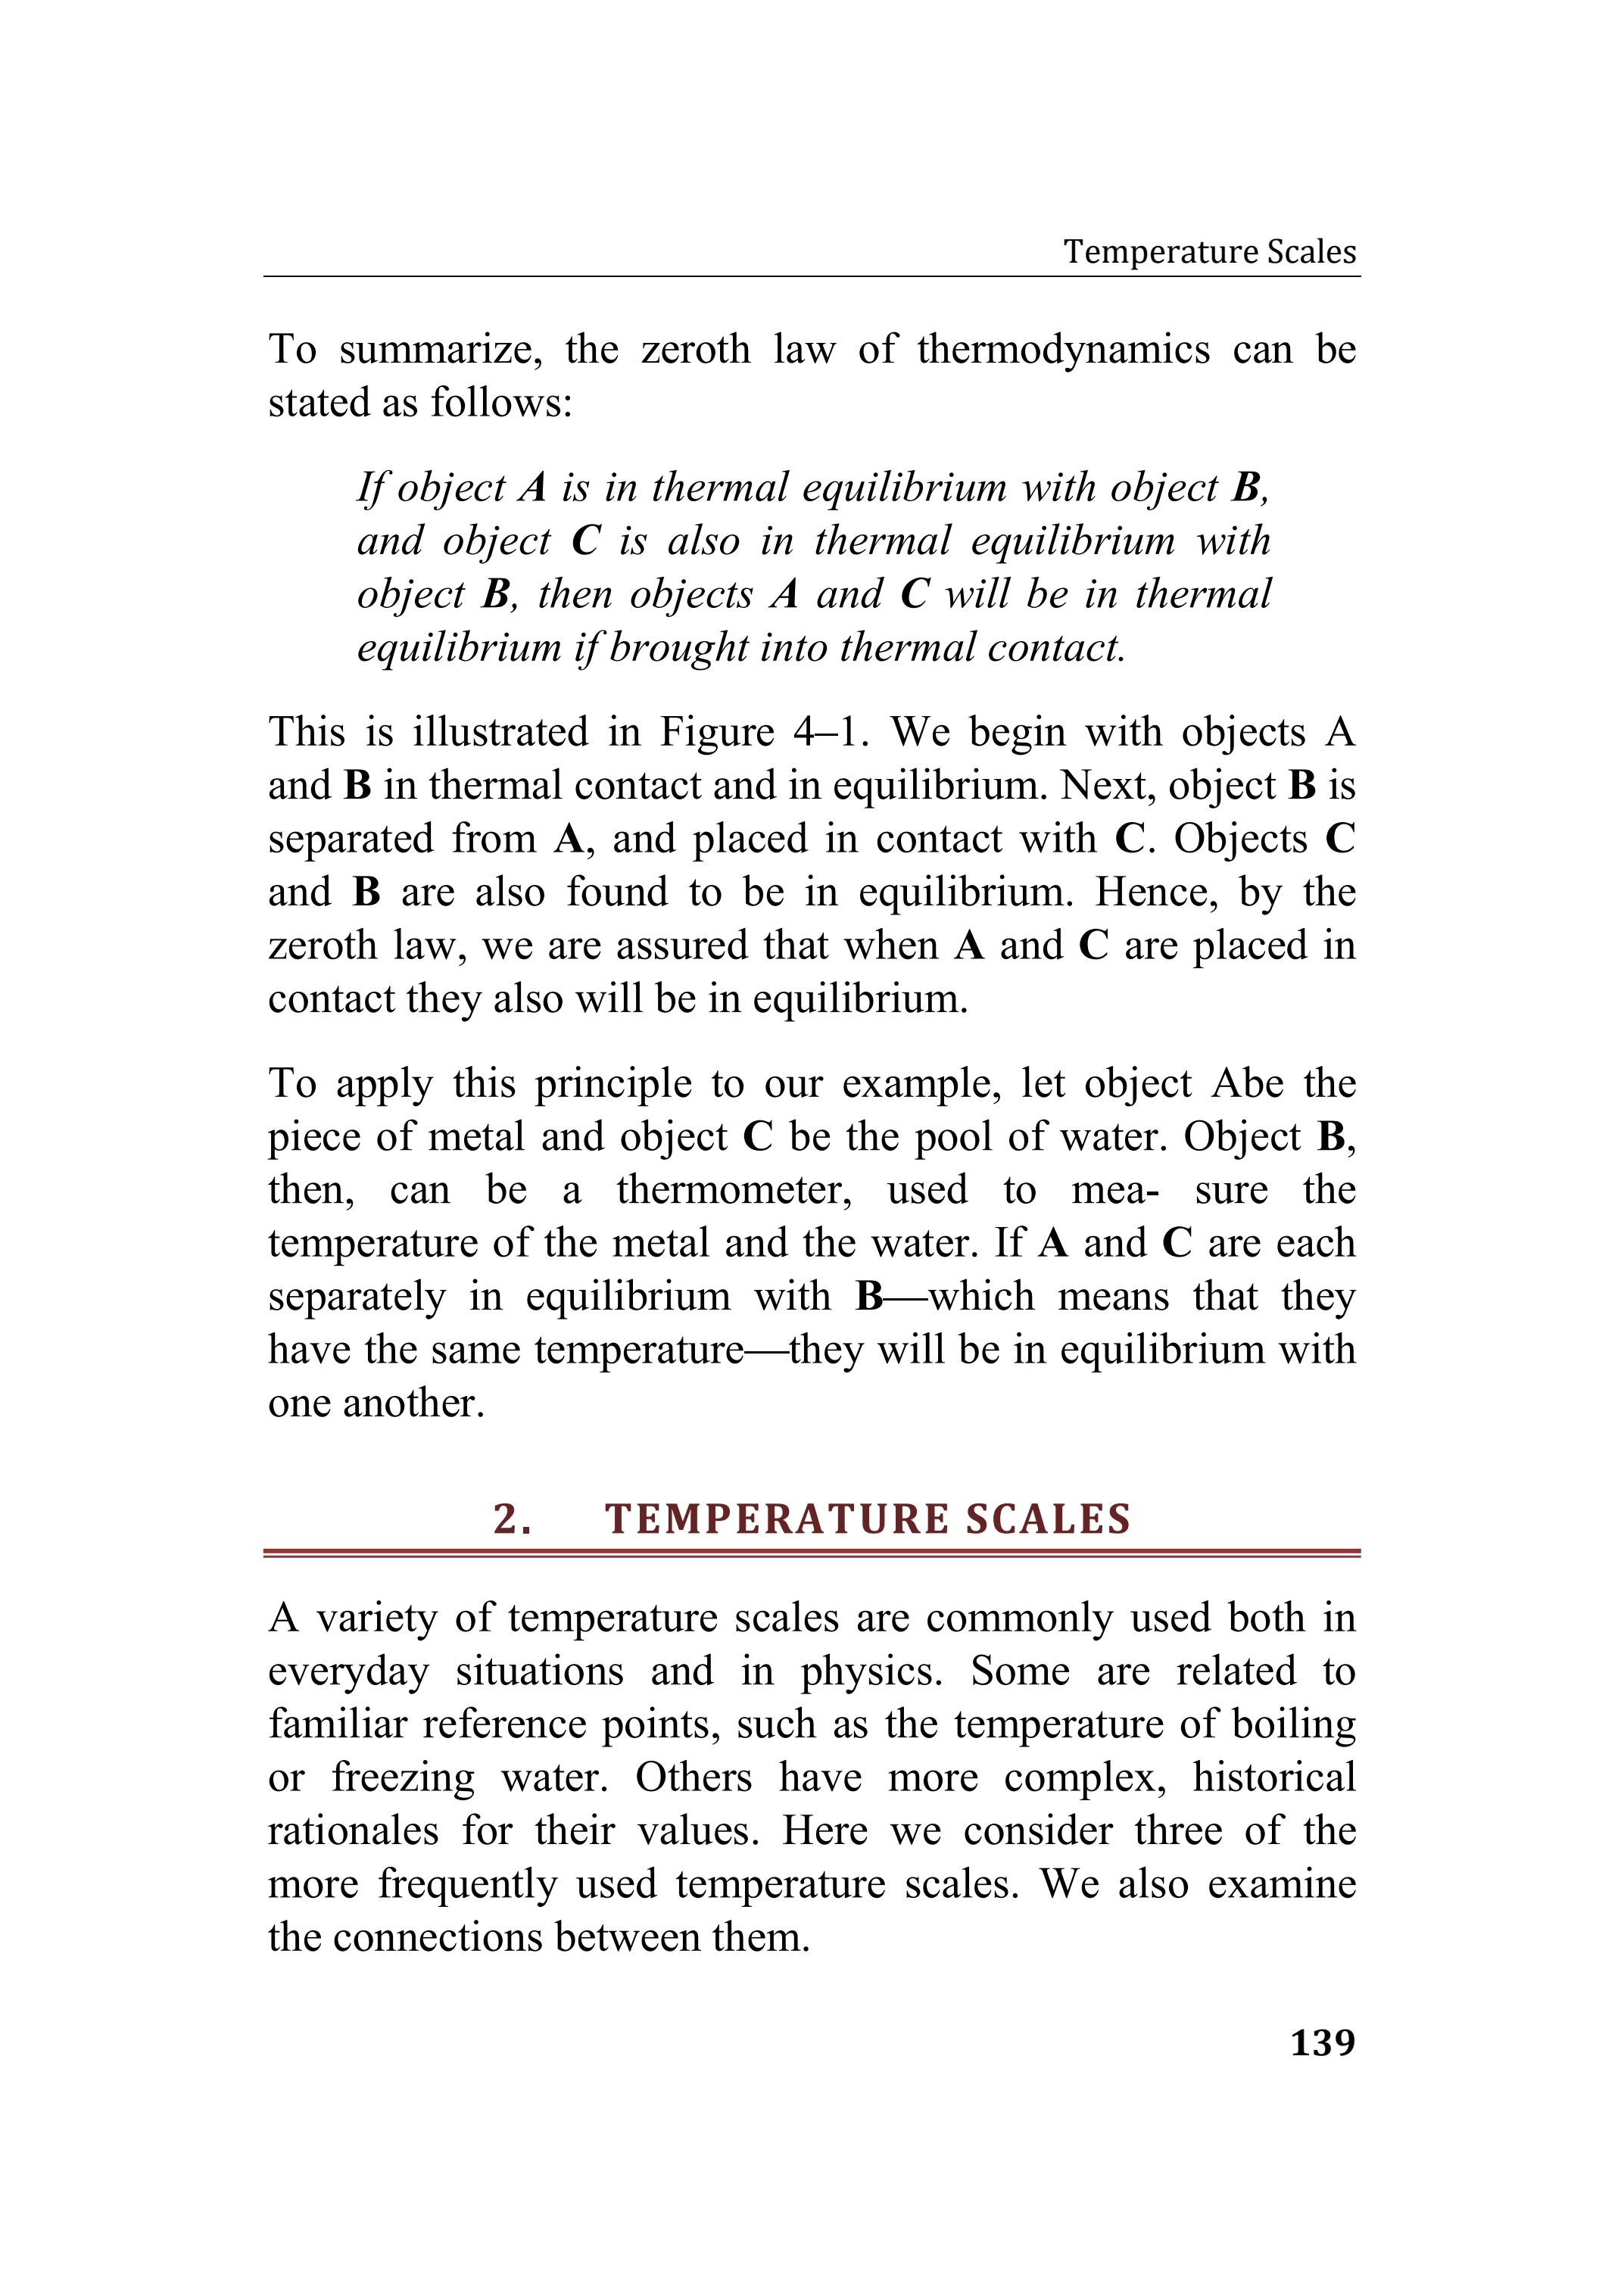 Temperature Scales
To summarize, the zeroth law of thermodynamics can be
stated as follows:
If object A is in thermal equilibrium with object B,
and object C is also in thermal equilibrium with
object B, then objects A and C will be in thermal
equilibrium if brought into thermal contact.
This is illustrated in Figure 4–1. We begin with objects A
and B in thermal contact and in equilibrium. Next, object B is
separated from A, and placed in contact with C. Objects C
and B are also found to be in equilibrium. Hence, by the
zeroth law, we are assured that when A and C are placed in
contact they also will be in equilibrium.
To apply this principle to our example, let object Abe the
piece of metal and object C be the pool of water. Object B,
then, can be a thermometer, used to mea- sure the
temperature of the metal and the water. If A and C are each
separately in equilibrium with B—which means that they
have the same temperature—they will be in equilibrium with
one another.
2. TEMPERATURE SCALES
A variety of temperature scales are commonly used both in
everyday situations and in physics. Some are related to
familiar reference points, such as the temperature of boiling
or freezing water. Others have more complex, historical
rationales for their values. Here we consider three of the
more frequently used temperature scales. We also examine
the connections between them.
139